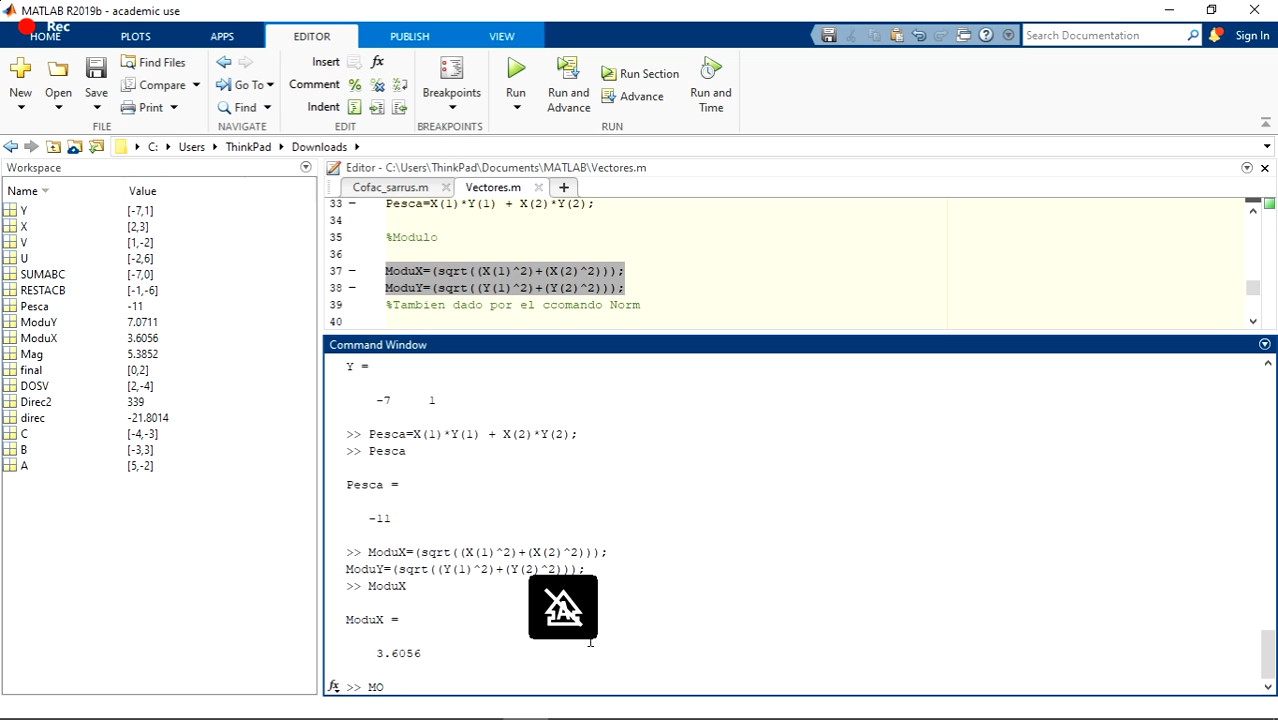 MATLAB R2019b - academic use
Rec
HOME PLOTS APPS EDITOR PUBLISH VIEW Search Documentation Sign In
New Open Save Find Files Compare Print
Go To Find
Insert fx
Comment
Indent
Breakpoints Run Run and Advance Run Section Advance Run and Time
FILE NAVIGATE EDIT BREAKPOINTS RUN
C: Users ThinkPad Downloads
Workspace
Name Value
Y [-7,1]
X [2,3]
V [1,-2]
U [-2,6]
SUMABC [-7,0]
RESTACB [-1,-6]
Pesca -11
ModuY 7.0711
ModuX 3.6056
Mag 5.3852
final [0,2]
DOSV [2,-4]
Direc2 339
direc -21.8014
C [-4,-3]
B [-3,3]
A [5,-2]
Editor - C:\Users\ThinkPad\Documents\MATLAB\Vectores.m
Cofac_sarrus.m Vectores.m
33 – Pesca=X(1)*Y(1) + X(2)*Y(2);
34
35 %Modulo
36
37 – ModuX=(sqrt((X(1)^2)+(X(2)^2)));
38 – ModuY=(sqrt((Y(1)^2)+(Y(2)^2)));
39 %Tambien dado por el ccomando Norm
40
Command Window
Y =
-7 1
>> Pesca=X(1)*Y(1) + X(2)*Y(2);
>> Pesca
Pesca =
-11
>> ModuX=(sqrt((X(1)^2)+(X(2)^2)));
ModuY=(sqrt((Y(1)^2)+(Y(2)^2)));
>> ModuX
ModuX =
3.6056
A
fx >> MO